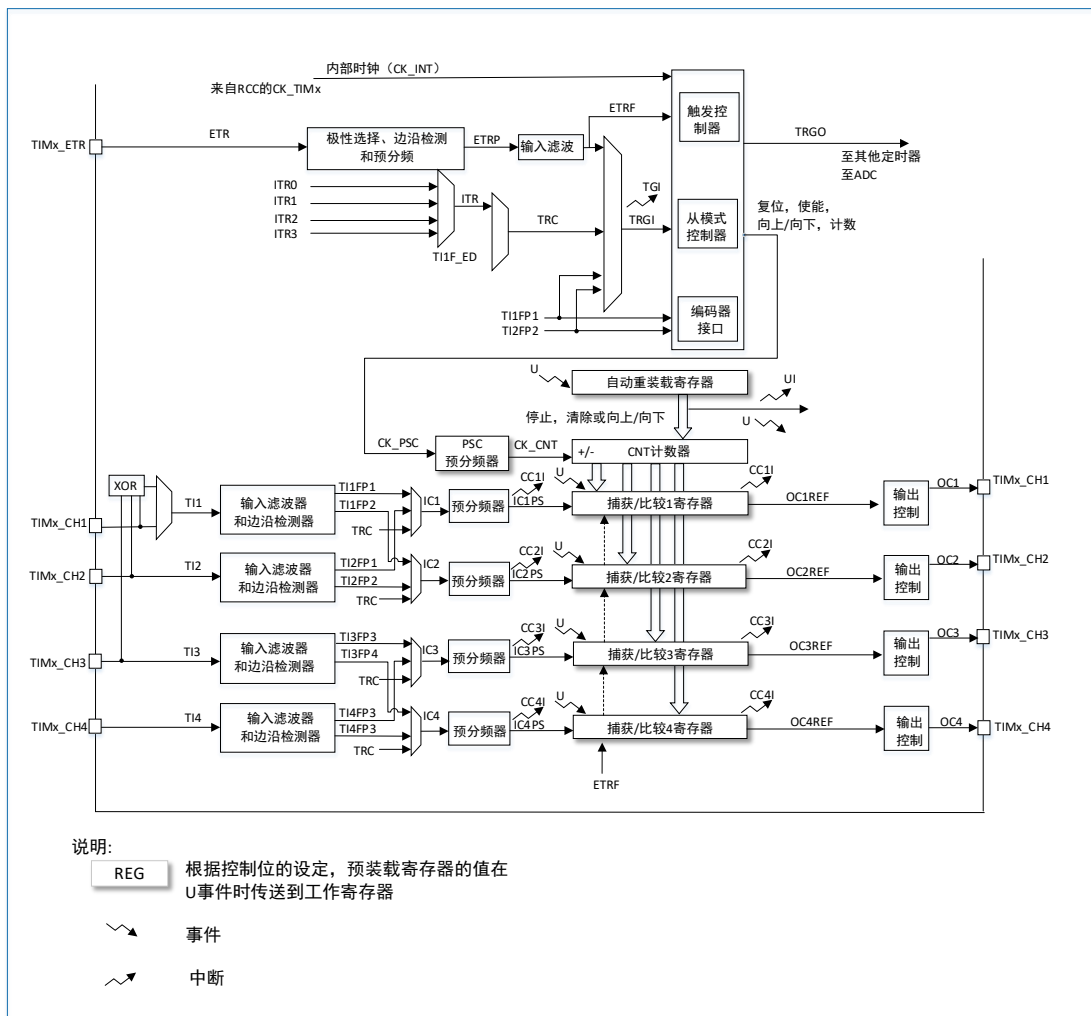 内部时钟（CK_INT）
来自RCC的CK_TIMx
ETRF
触发控
制器
TIMx_ETR
ETR
极性选择、边沿检测
和预分频
ETRP
输入滤波
TRGO
至其他定时器
至ADC
ITR0
ITR1
ITR2
ITR3
ITR
TI1F_ED
TRC
TGI
TRGI
从模式
控制器
复位，使能，
向上/向下，计数
TI1FP1
TI2FP2
编码器
接口
U
自动重装载寄存器
UI
U
停止，清除或向上/向下
CK_PSC
PSC
预分频器
CK_CNT
+/-
CNT计数器
XOR
TIMx_CH1
TI1
输入滤波器
和边沿检测器
TI1FP1
TI1FP2
TRC
IC1
预分频器
CC1I
IC1PS
U
捕获/比较1寄存器
CC1I
OC1REF
输出
控制
OC1
TIMx_CH1
TIMx_CH2
TI2
输入滤波器
和边沿检测器
TI2FP1
TI2FP2
TRC
IC2
预分频器
CC2I
IC2PS
U
捕获/比较2寄存器
CC2I
OC2REF
输出
控制
OC2
TIMx_CH2
TIMx_CH3
TI3
输入滤波器
和边沿检测器
TI3FP3
TI3FP4
TRC
IC3
预分频器
CC3I
IC3PS
U
捕获/比较3寄存器
CC3I
OC3REF
输出
控制
OC3
TIMx_CH3
TIMx_CH4
TI4
输入滤波器
和边沿检测器
TI4FP3
TI4FP3
TRC
IC4
预分频器
CC4I
IC4PS
U
捕获/比较4寄存器
CC4I
OC4REF
输出
控制
OC4
TIMx_CH4
ETRF
说明:
REG
根据控制位的设定，预装载寄存器的值在
U事件时传送到工作寄存器
事件
中断